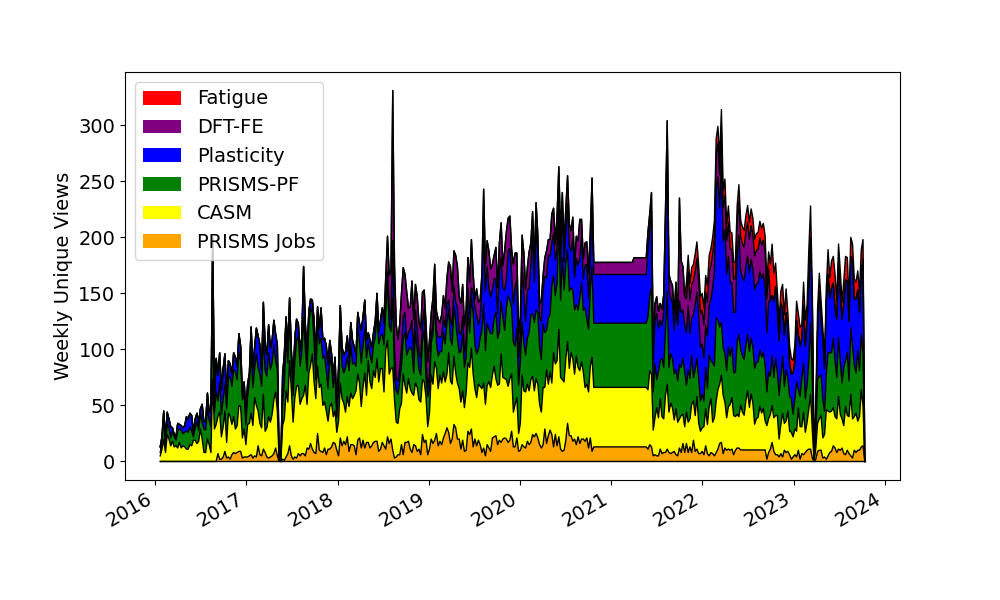 Fatigue
DFT-FE
Plasticity
PRISMS-PF
CASM
PRISMS Jobs
Weekly Unique Views
300
250
200
150
100
50
0
2016
2017
2018
2019
2020
2021
2022
2023
2024